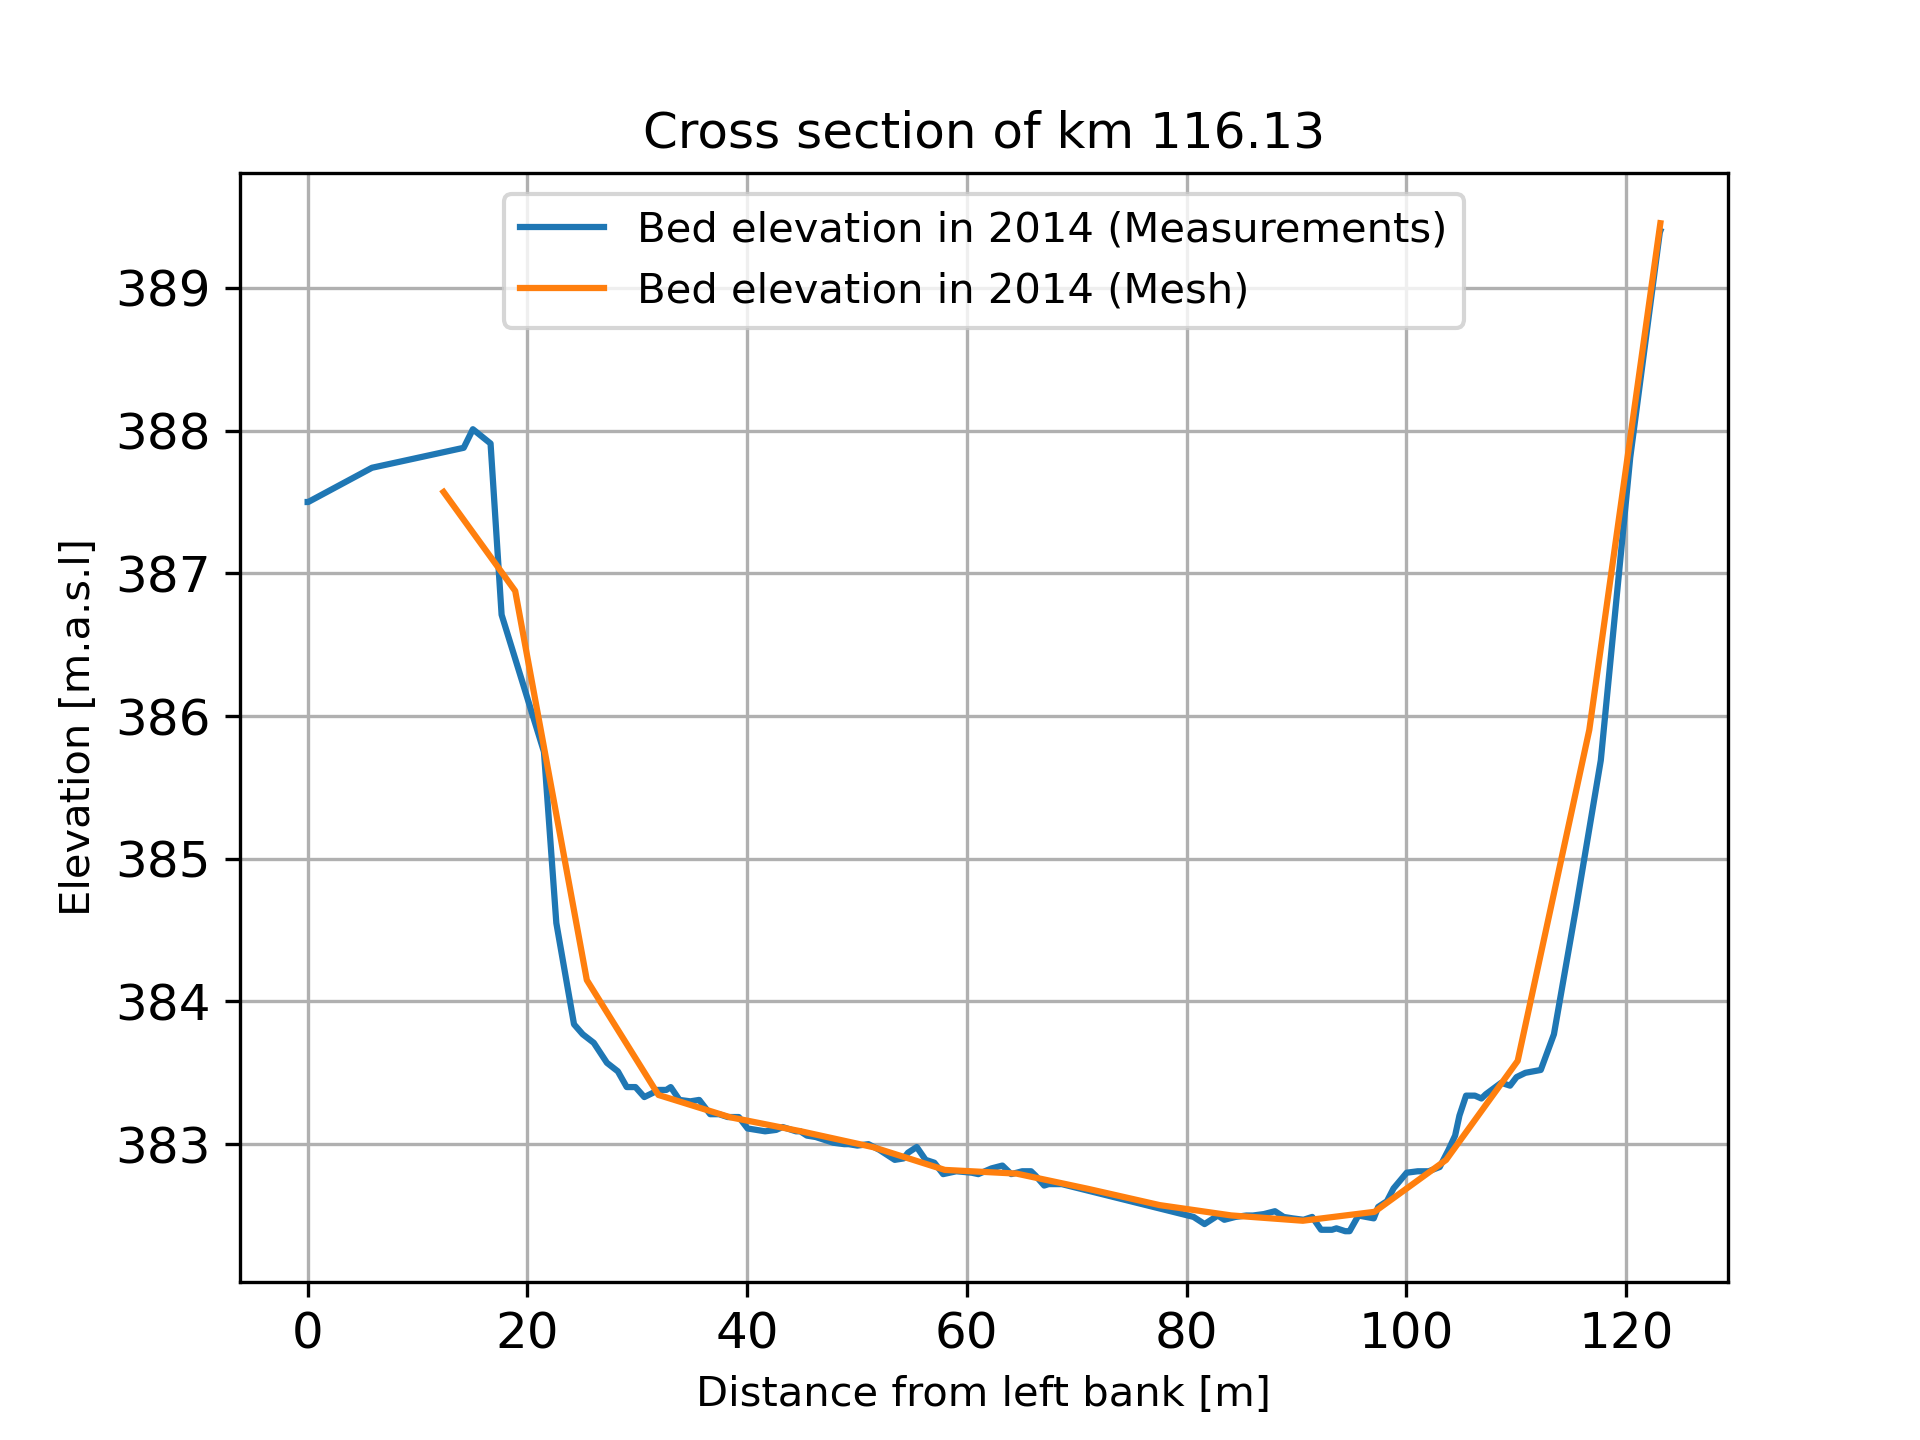 Cross section of km 116.13
Bed elevation in 2014 (Measurements)
Bed elevation in 2014 (Mesh)
389
388
387
386
385
384
383
Elevation [m.a.s.l]
0 20 40 60 80 100 120
Distance from left bank [m]